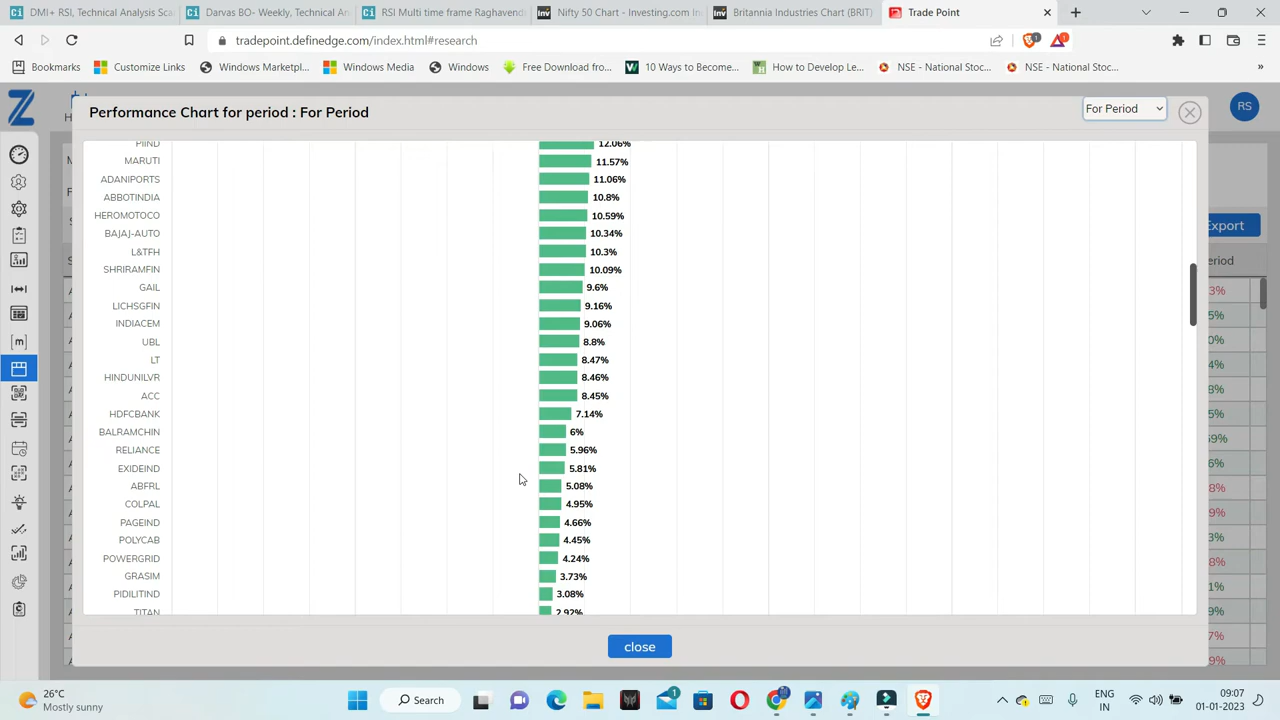 DMI+ RSI, Technical Analysis Sca
Darvas BO- Weekly, Technical An
RSI Multi time frame Raghavend
Nifty 50 Chart - Investing.com In
Britannia Industries Chart (BRIT)
Trade Point
tradepoint.definedge.com/index.html#research
Bookmarks
Customize Links
Windows Marketpl...
Windows Media
Windows
Free Download fro...
10 Ways to Become...
How to Develop Le...
NSE - National Stoc...
NSE - National Stoc...
Performance Chart for period : For Period
For Period
RS
PIIND 12.06%
MARUTI 11.57%
ADANIPORTS 11.06%
ABBOTINDIA 10.8%
HEROMOTOCO 10.59%
BAJAJ-AUTO 10.34%
L&TFH 10.3%
SHRIRAMFIN 10.09%
GAIL 9.6%
LICHSGFIN 9.16%
INDIACEM 9.06%
UBL 8.8%
LT 8.47%
HINDUNILVR 8.46%
ACC 8.45%
HDFCBANK 7.14%
BALRAMCHIN 6%
RELIANCE 5.96%
EXIDEIND 5.81%
ABFRL 5.08%
COLPAL 4.95%
PAGEIND 4.66%
POLYCAB 4.45%
POWERGRID 4.24%
GRASIM 3.73%
PIDILITIND 3.08%
TITAN 2.92%
Export
close
26°C
Mostly sunny
Search
ENG
IN
09:07
01-01-2023